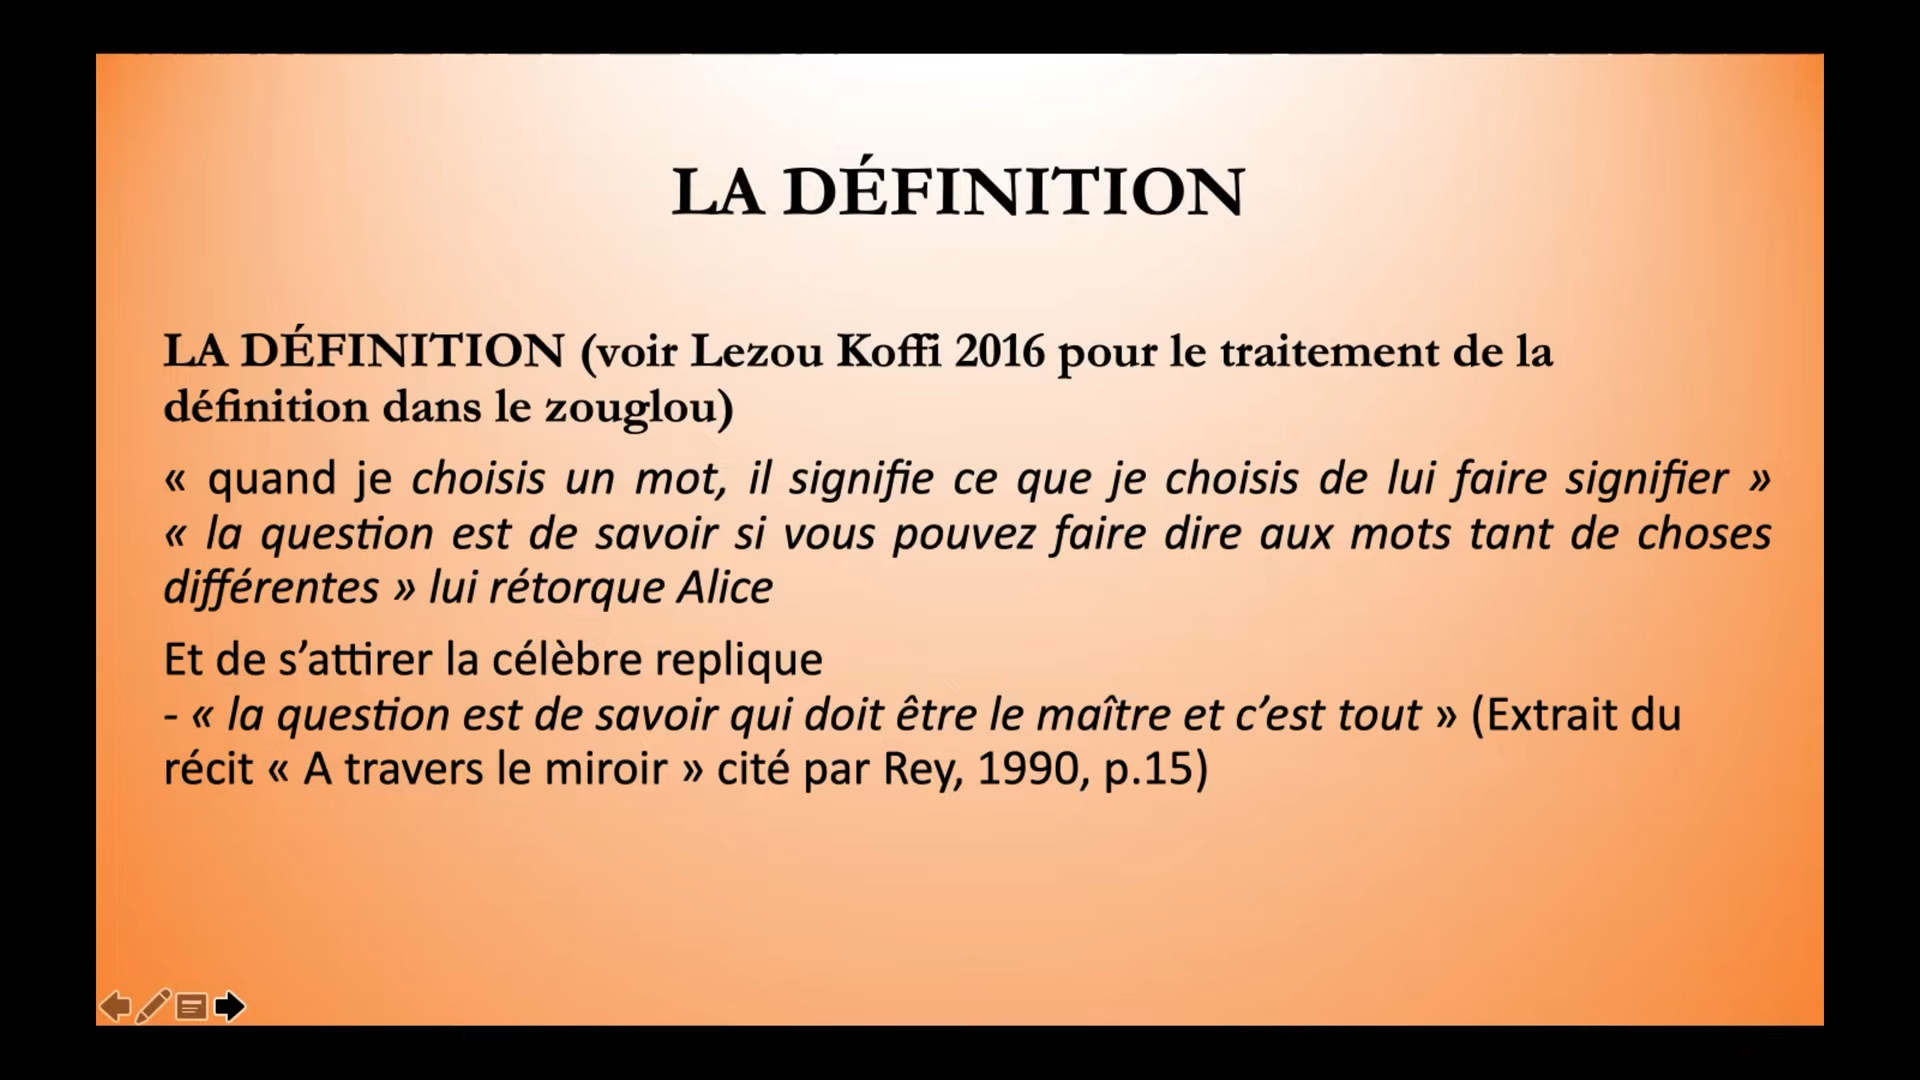 LA DÉFINITION
LA DÉFINITION (voir Lezou Koffi 2016 pour le traitement de la
définition dans le zouglou)
« quand je choisis un mot, il signifie ce que je choisis de lui faire signifier »
« la question est de savoir si vous pouvez faire dire aux mots tant de choses
différentes » lui rétorque Alice
Et de s’attirer la célèbre replique
- « la question est de savoir qui doit être le maître et c’est tout » (Extrait du
récit « A travers le miroir » cité par Rey, 1990, p.15)